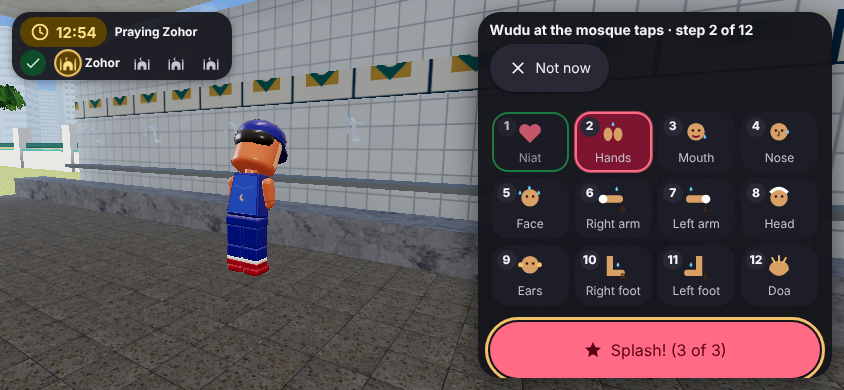 12:54 Praying Zohor
Zohor
Wudu at the mosque taps · step 2 of 12
Not now
1 Niat
2 Hands
3 Mouth
4 Nose
5 Face
6 Right arm
7 Left arm
8 Head
9 Ears
10 Right foot
11 Left foot
12 Doa
Splash! (3 of 3)